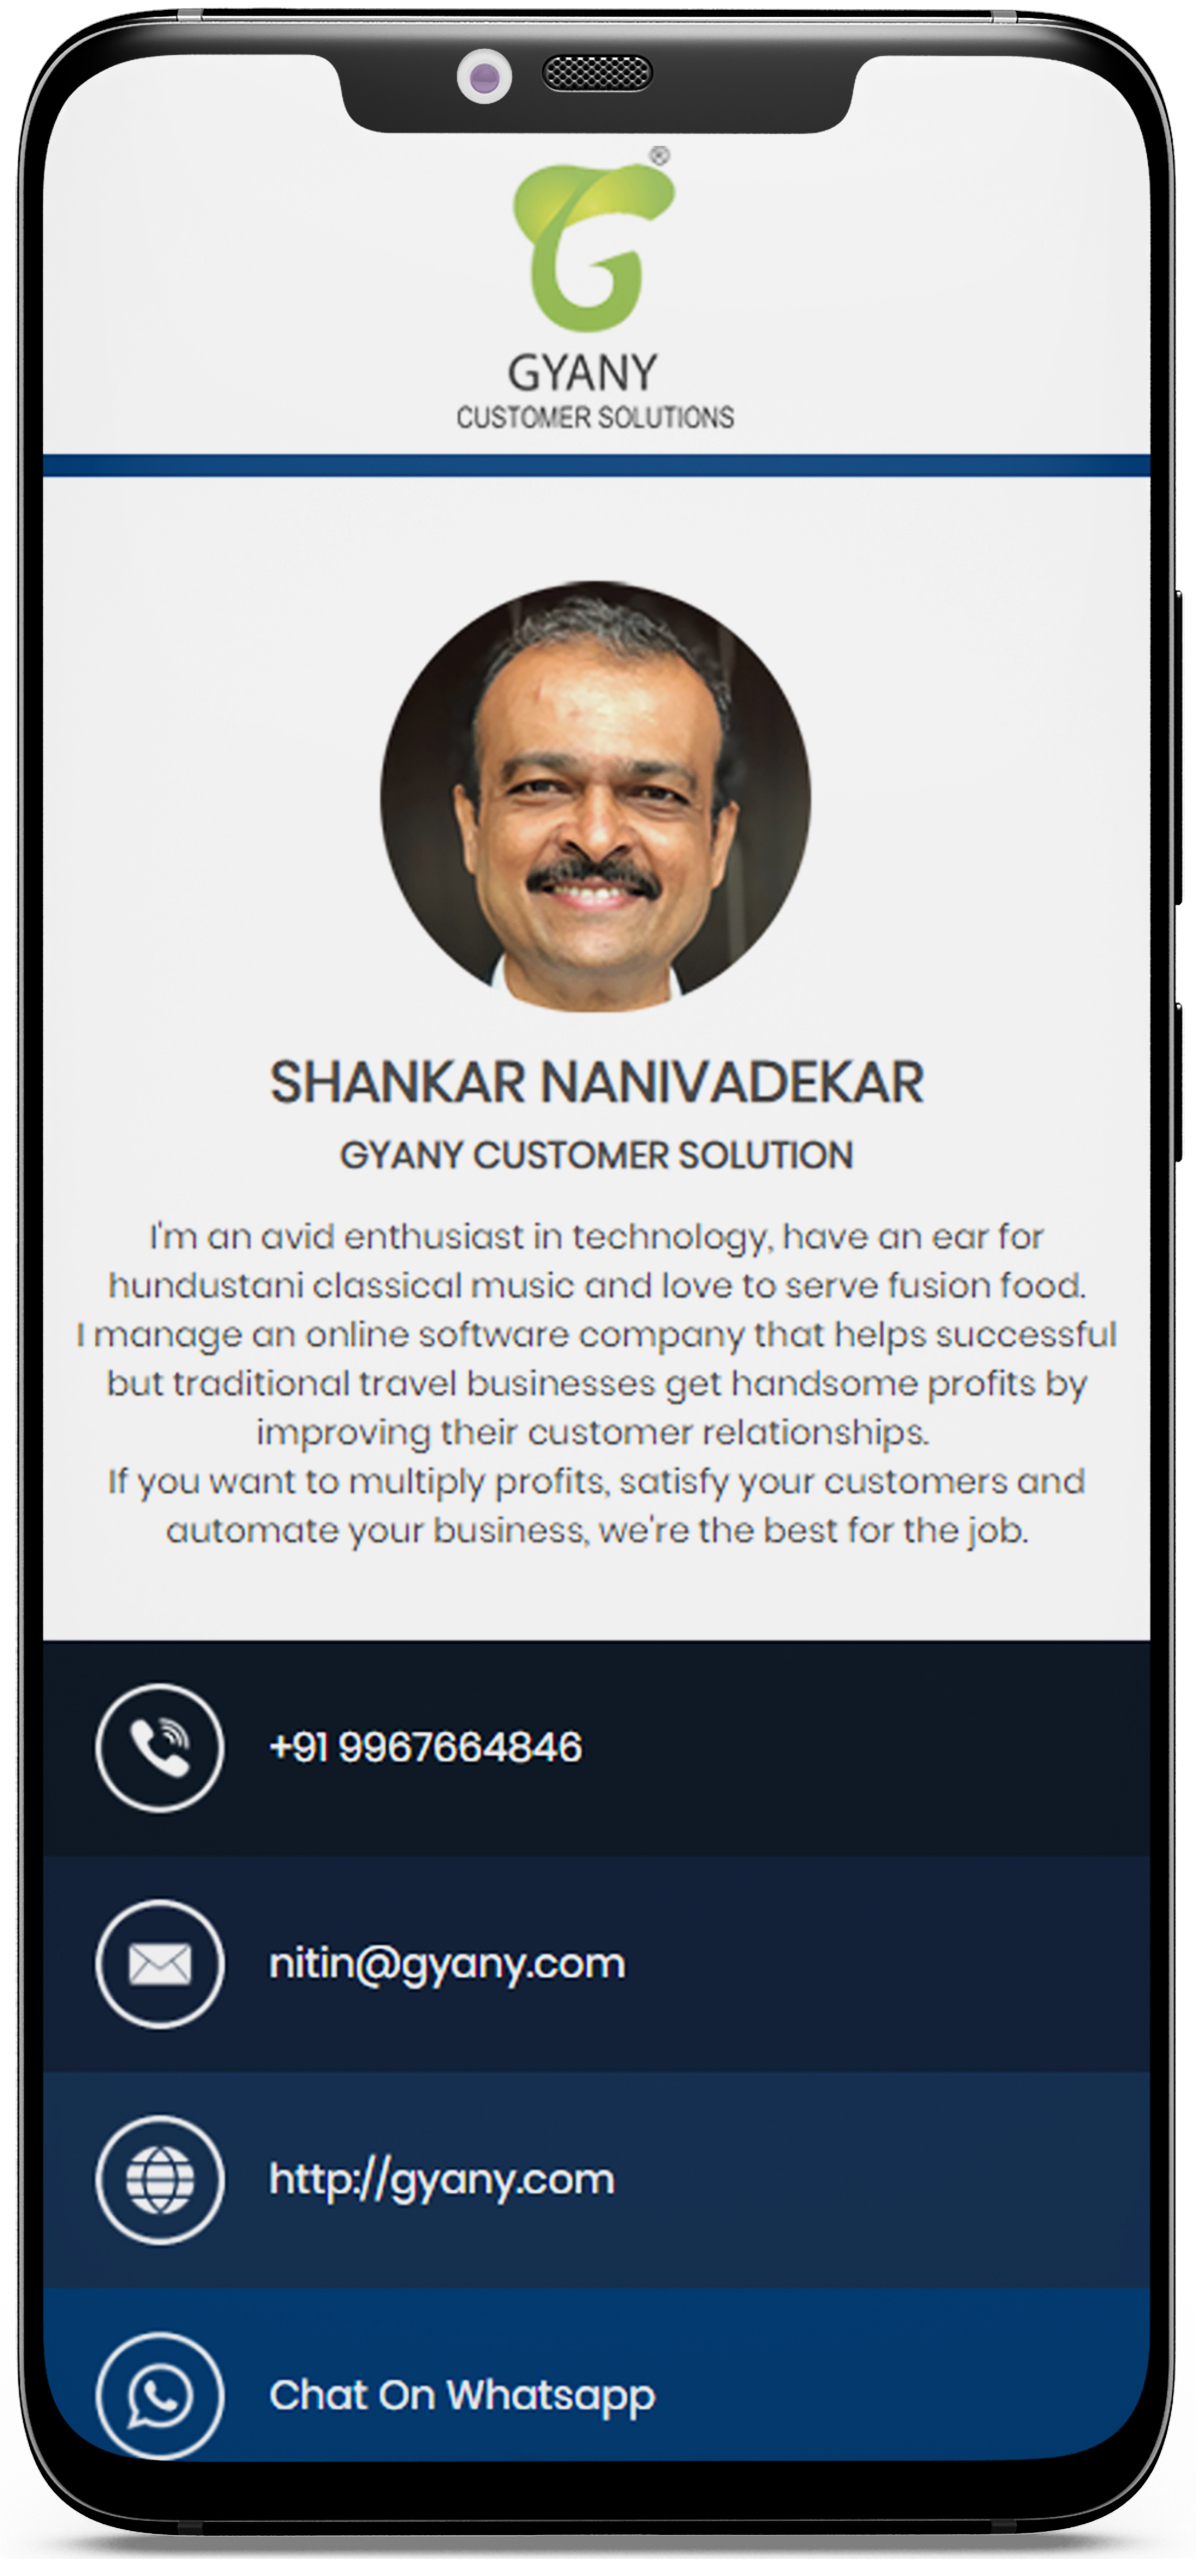 ®
GYANY
CUSTOMER SOLUTIONS
SHANKAR NANIVADEKAR
GYANY CUSTOMER SOLUTION
I'm an avid enthusiast in technology, have an ear for
hundustani classical music and love to serve fusion food.
I manage an online software company that helps successful
but traditional travel businesses get handsome profits by
improving their customer relationships.
If you want to multiply profits, satisfy your customers and
automate your business, we're the best for the job.
+91 9967664846
nitin@gyany.com
http://gyany.com
Chat On Whatsapp